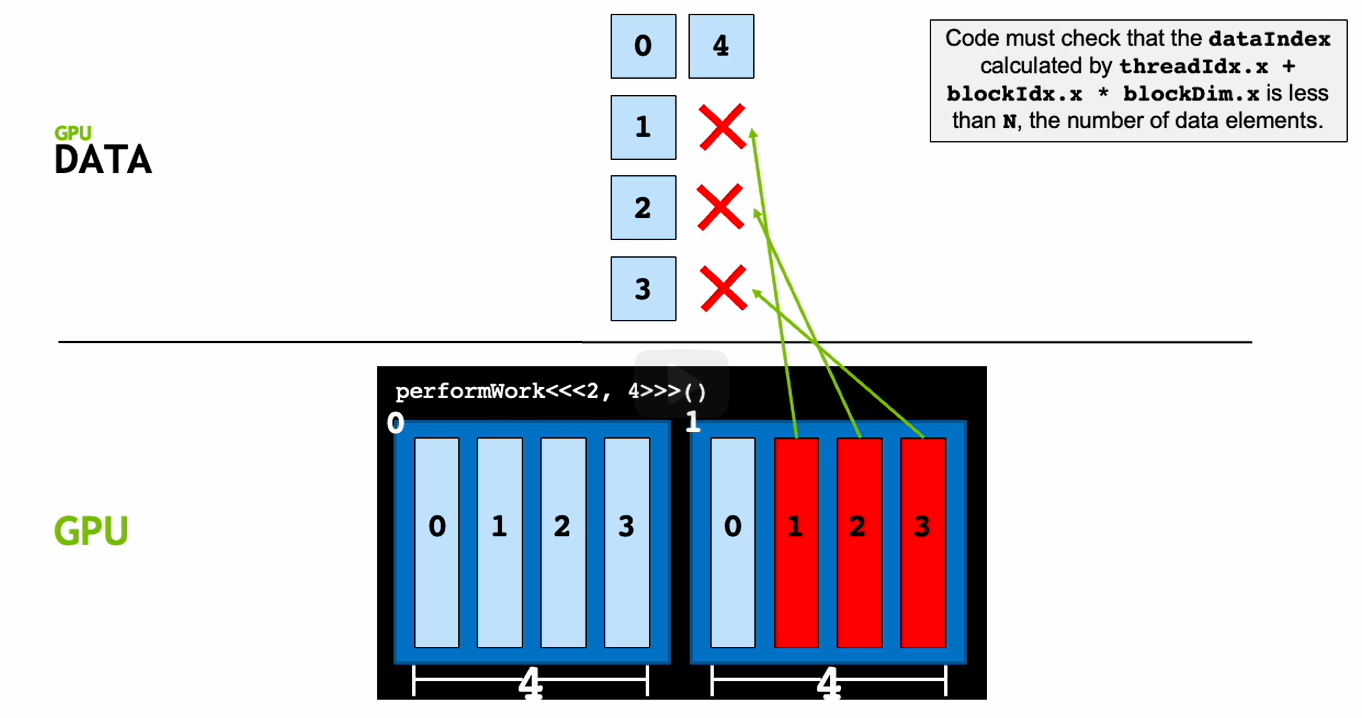 0 4
Code must check that the dataIndex
calculated by threadIdx.x +
blockIdx.x * blockDim.x is less
than N, the number of data elements.
1
GPU
DATA
2
3
performWork<<<2, 4>>>()
0 1
0 1 2 3 0 1 2 3
GPU
4 4